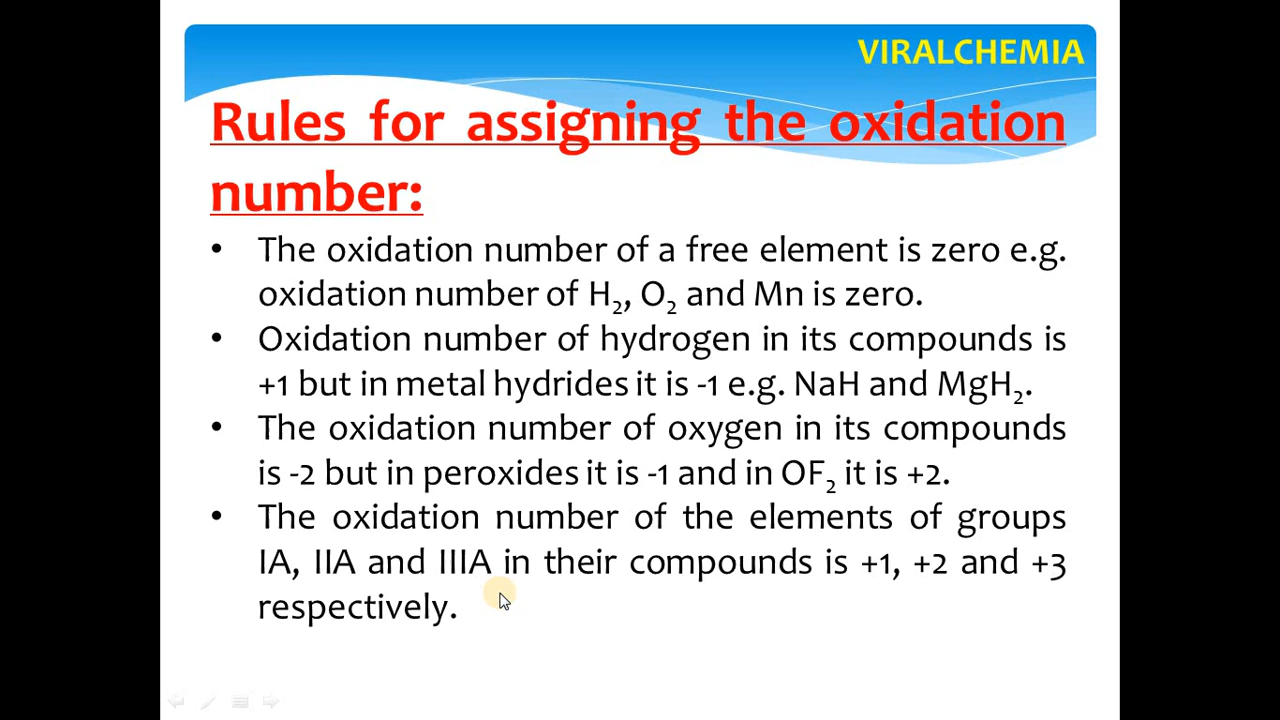 VIRALCHEMIA
Rules for assigning the oxidation
number:
• The oxidation number of a free element is zero e.g.
oxidation number of H₂, O₂ and Mn is zero.
• Oxidation number of hydrogen in its compounds is
+1 but in metal hydrides it is -1 e.g. NaH and MgH₂.
• The oxidation number of oxygen in its compounds
is -2 but in peroxides it is -1 and in OF₂ it is +2.
• The oxidation number of the elements of groups
IA, IIA and IIIA in their compounds is +1, +2 and +3
respectively.